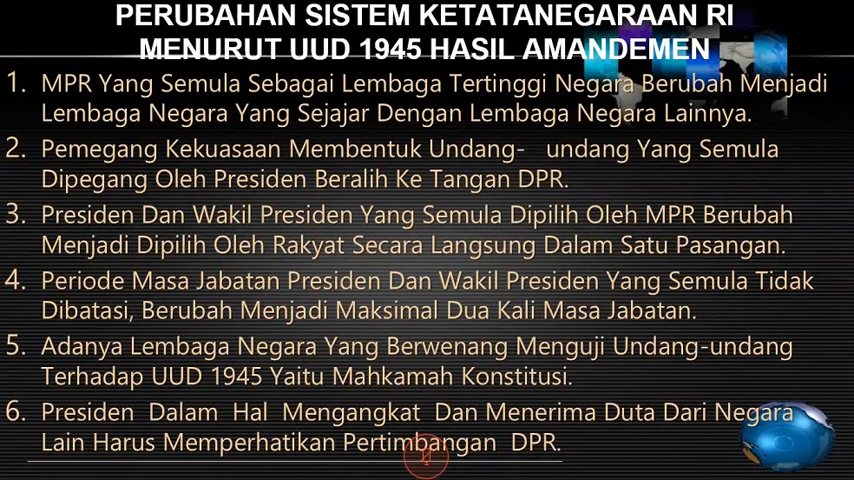 PERUBAHAN SISTEM KETATANEGARAAN RI
MENURUT UUD 1945 HASIL AMANDEMEN
1. MPR Yang Semula Sebagai Lembaga Tertinggi Negara Berubah Menjadi
Lembaga Negara Yang Sejajar Dengan Lembaga Negara Lainnya.
2. Pemegang Kekuasaan Membentuk Undang- undang Yang Semula
Dipegang Oleh Presiden Beralih Ke Tangan DPR.
3. Presiden Dan Wakil Presiden Yang Semula Dipilih Oleh MPR Berubah
Menjadi Dipilih Oleh Rakyat Secara Langsung Dalam Satu Pasangan.
4. Periode Masa Jabatan Presiden Dan Wakil Presiden Yang Semula Tidak
Dibatasi, Berubah Menjadi Maksimal Dua Kali Masa Jabatan.
5. Adanya Lembaga Negara Yang Berwenang Menguji Undang-undang
Terhadap UUD 1945 Yaitu Mahkamah Konstitusi.
6. Presiden Dalam Hal Mengangkat Dan Menerima Duta Dari Negara
Lain Harus Memperhatikan Pertimbangan DPR.